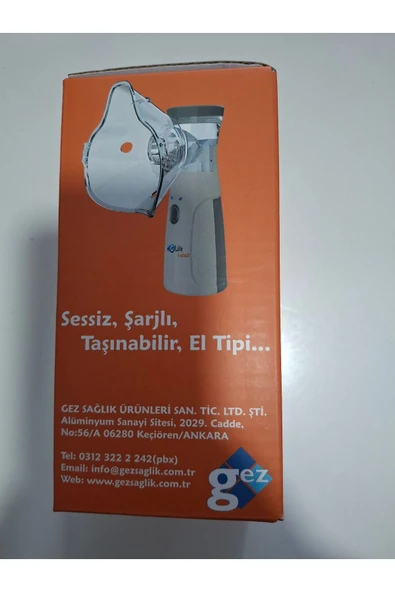 Sessiz, Şarjlı,
Taşınabilir, El Tipi...
GEZ SAĞLIK ÜRÜNLERİ SAN. TİC. LTD. ŞTİ.
Alüminyum Sanayi Sitesi, 2029. Cadde,
No:56/A 06280 Keçiören/ANKARA
Tel: 0312 322 2 242(pbx)
Email: info@gezsaglik.com.tr
Web: www.gezsaglik.com.tr
gez